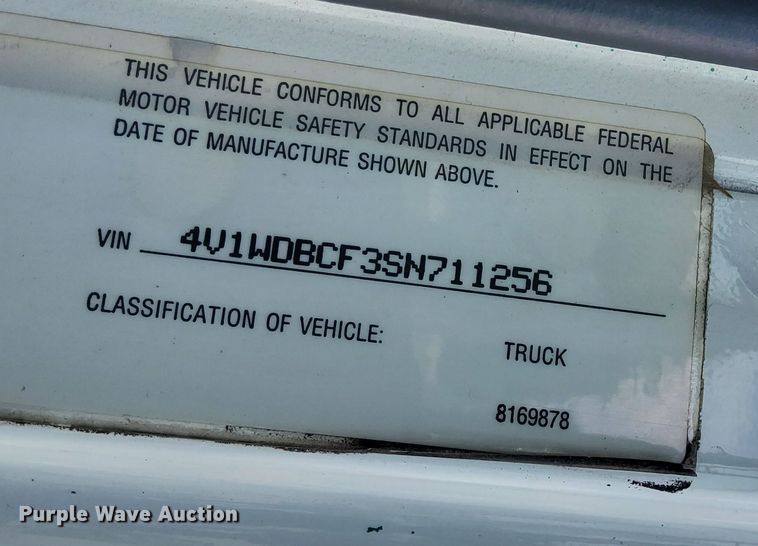 THIS VEHICLE CONFORMS TO ALL APPLICABLE FEDERAL
MOTOR VEHICLE SAFETY STANDARDS IN EFFECT ON THE
DATE OF MANUFACTURE SHOWN ABOVE.
VIN 4V1WDBCF3SN711256
CLASSIFICATION OF VEHICLE: TRUCK
8169878
Purple Wave Auction